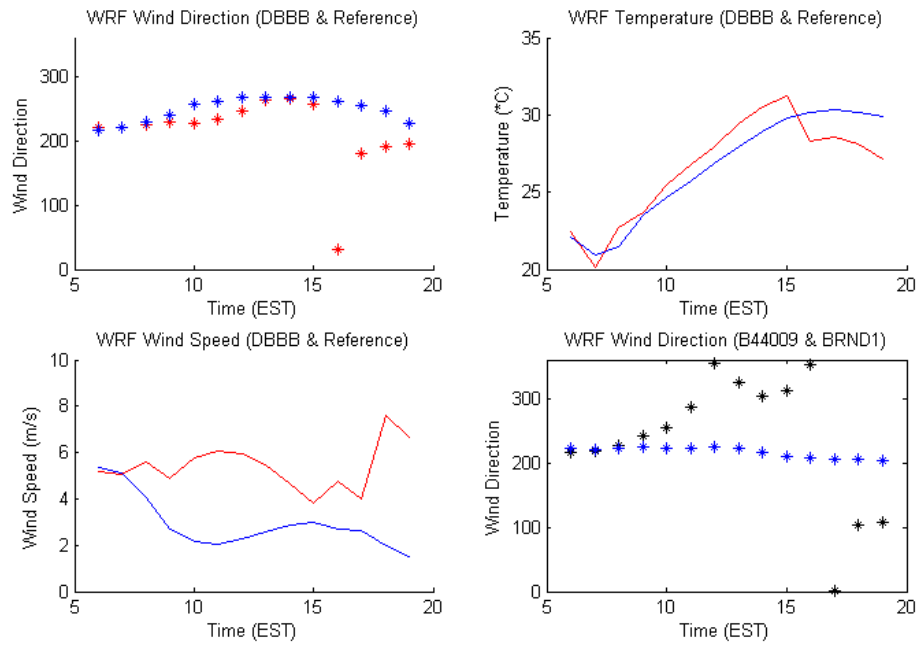 WRF Wind Direction (DBBB & Reference)
300
200
100
0
Wind Direction
5
10
15
20
Time (EST)
WRF Temperature (DBBB & Reference)
35
30
25
20
Temperature (*C)
5
10
15
20
Time (EST)
WRF Wind Speed (DBBB & Reference)
10
8
6
4
2
0
Wind Speed (m/s)
5
10
15
20
Time (EST)
WRF Wind Direction (B44009 & BRND1)
300
200
100
0
Wind Direction
5
10
15
20
Time (EST)